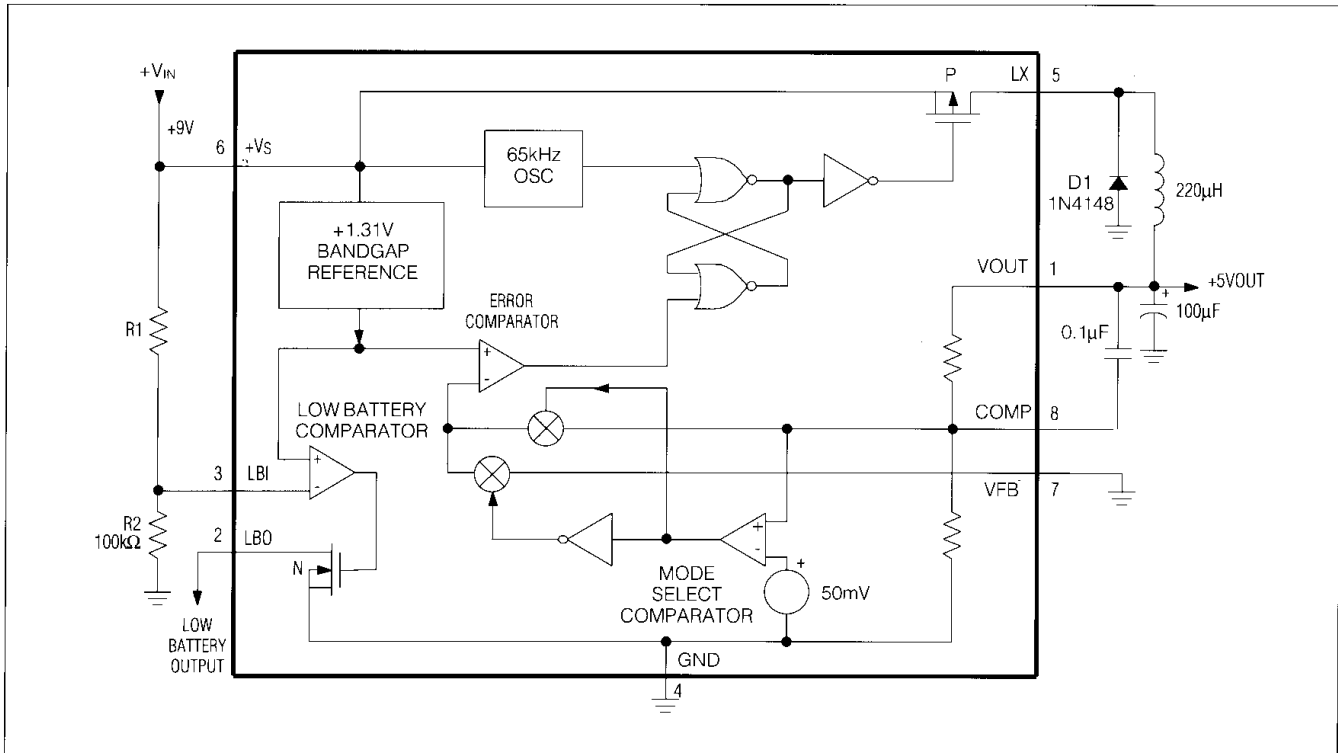 +VIN
+9V
6 +VS
65kHz
OSC
P
LX 5
D1
1N4148
220µH
+1.31V
BANDGAP
REFERENCE
VOUT 1
+5VOUT
+
100µF
0.1µF
R1
ERROR
COMPARATOR
+
-
LOW BATTERY
COMPARATOR
COMP 8
+
-
3 LBI
VFB 7
R2
100kΩ
2 LBO
N
+
-
+
50mV
MODE
SELECT
COMPARATOR
LOW
BATTERY
OUTPUT
GND
4